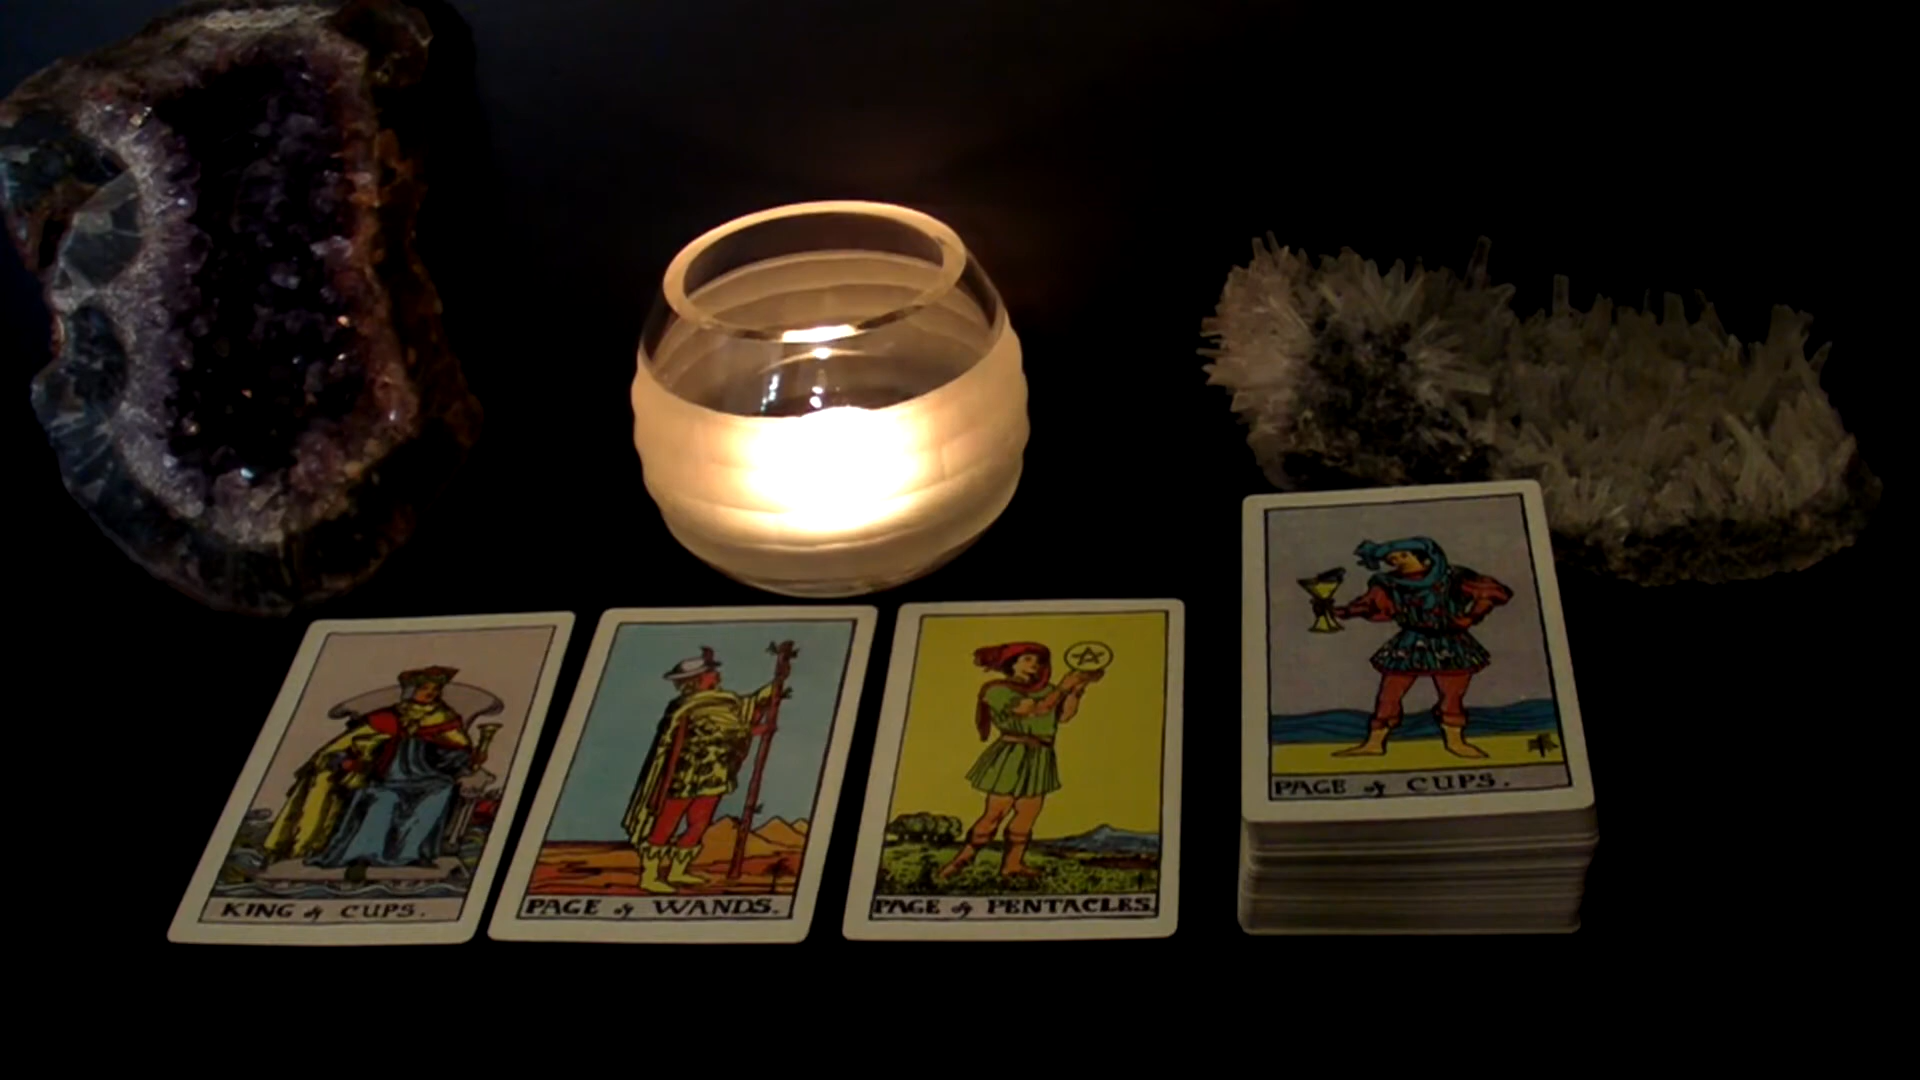 KING of CUPS.
PAGE of WANDS.
PAGE of PENTACLES.
PAGE of CUPS.